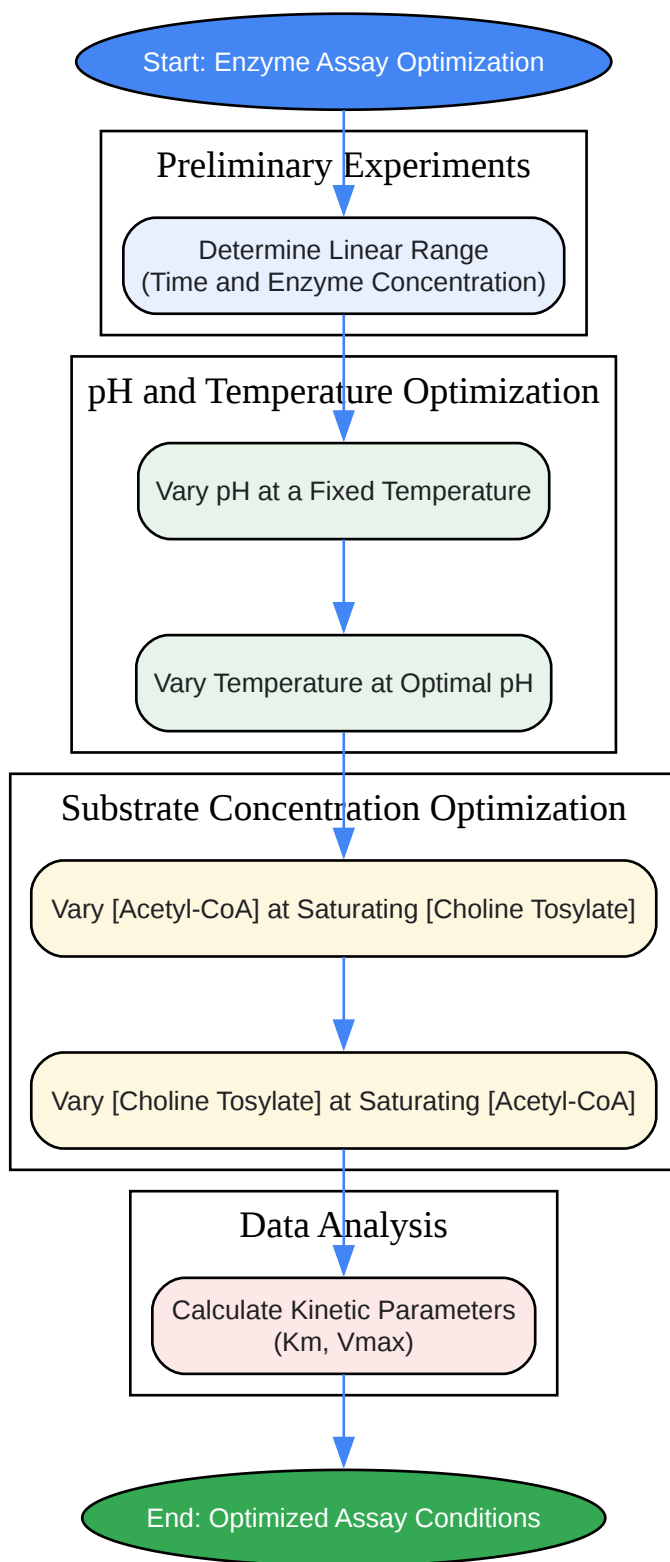 Start: Enzyme Assay Optimization
Preliminary Experiments
Determine Linear Range
(Time and Enzyme Concentration)
pH and Temperature Optimization
Vary pH at a Fixed Temperature
Vary Temperature at Optimal pH
Substrate Concentration Optimization
Vary [Acetyl-CoA] at Saturating [Choline Tosylate]
Vary [Choline Tosylate] at Saturating [Acetyl-CoA]
Data Analysis
Calculate Kinetic Parameters
(Km, Vmax)
End: Optimized Assay Conditions